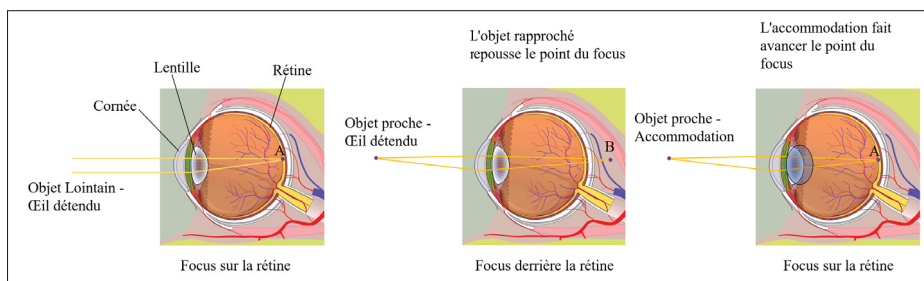 Lentille
Rétine
Cornée
A
Objet Lointain -
Œil détendu
Focus sur la rétine
L'objet rapproché
repousse le point du focus
Objet proche -
Œil détendu
B
Focus derrière la rétine
L'accommodation fait
avancer le point du
focus
Objet proche -
Accommodation
A
Focus sur la rétine